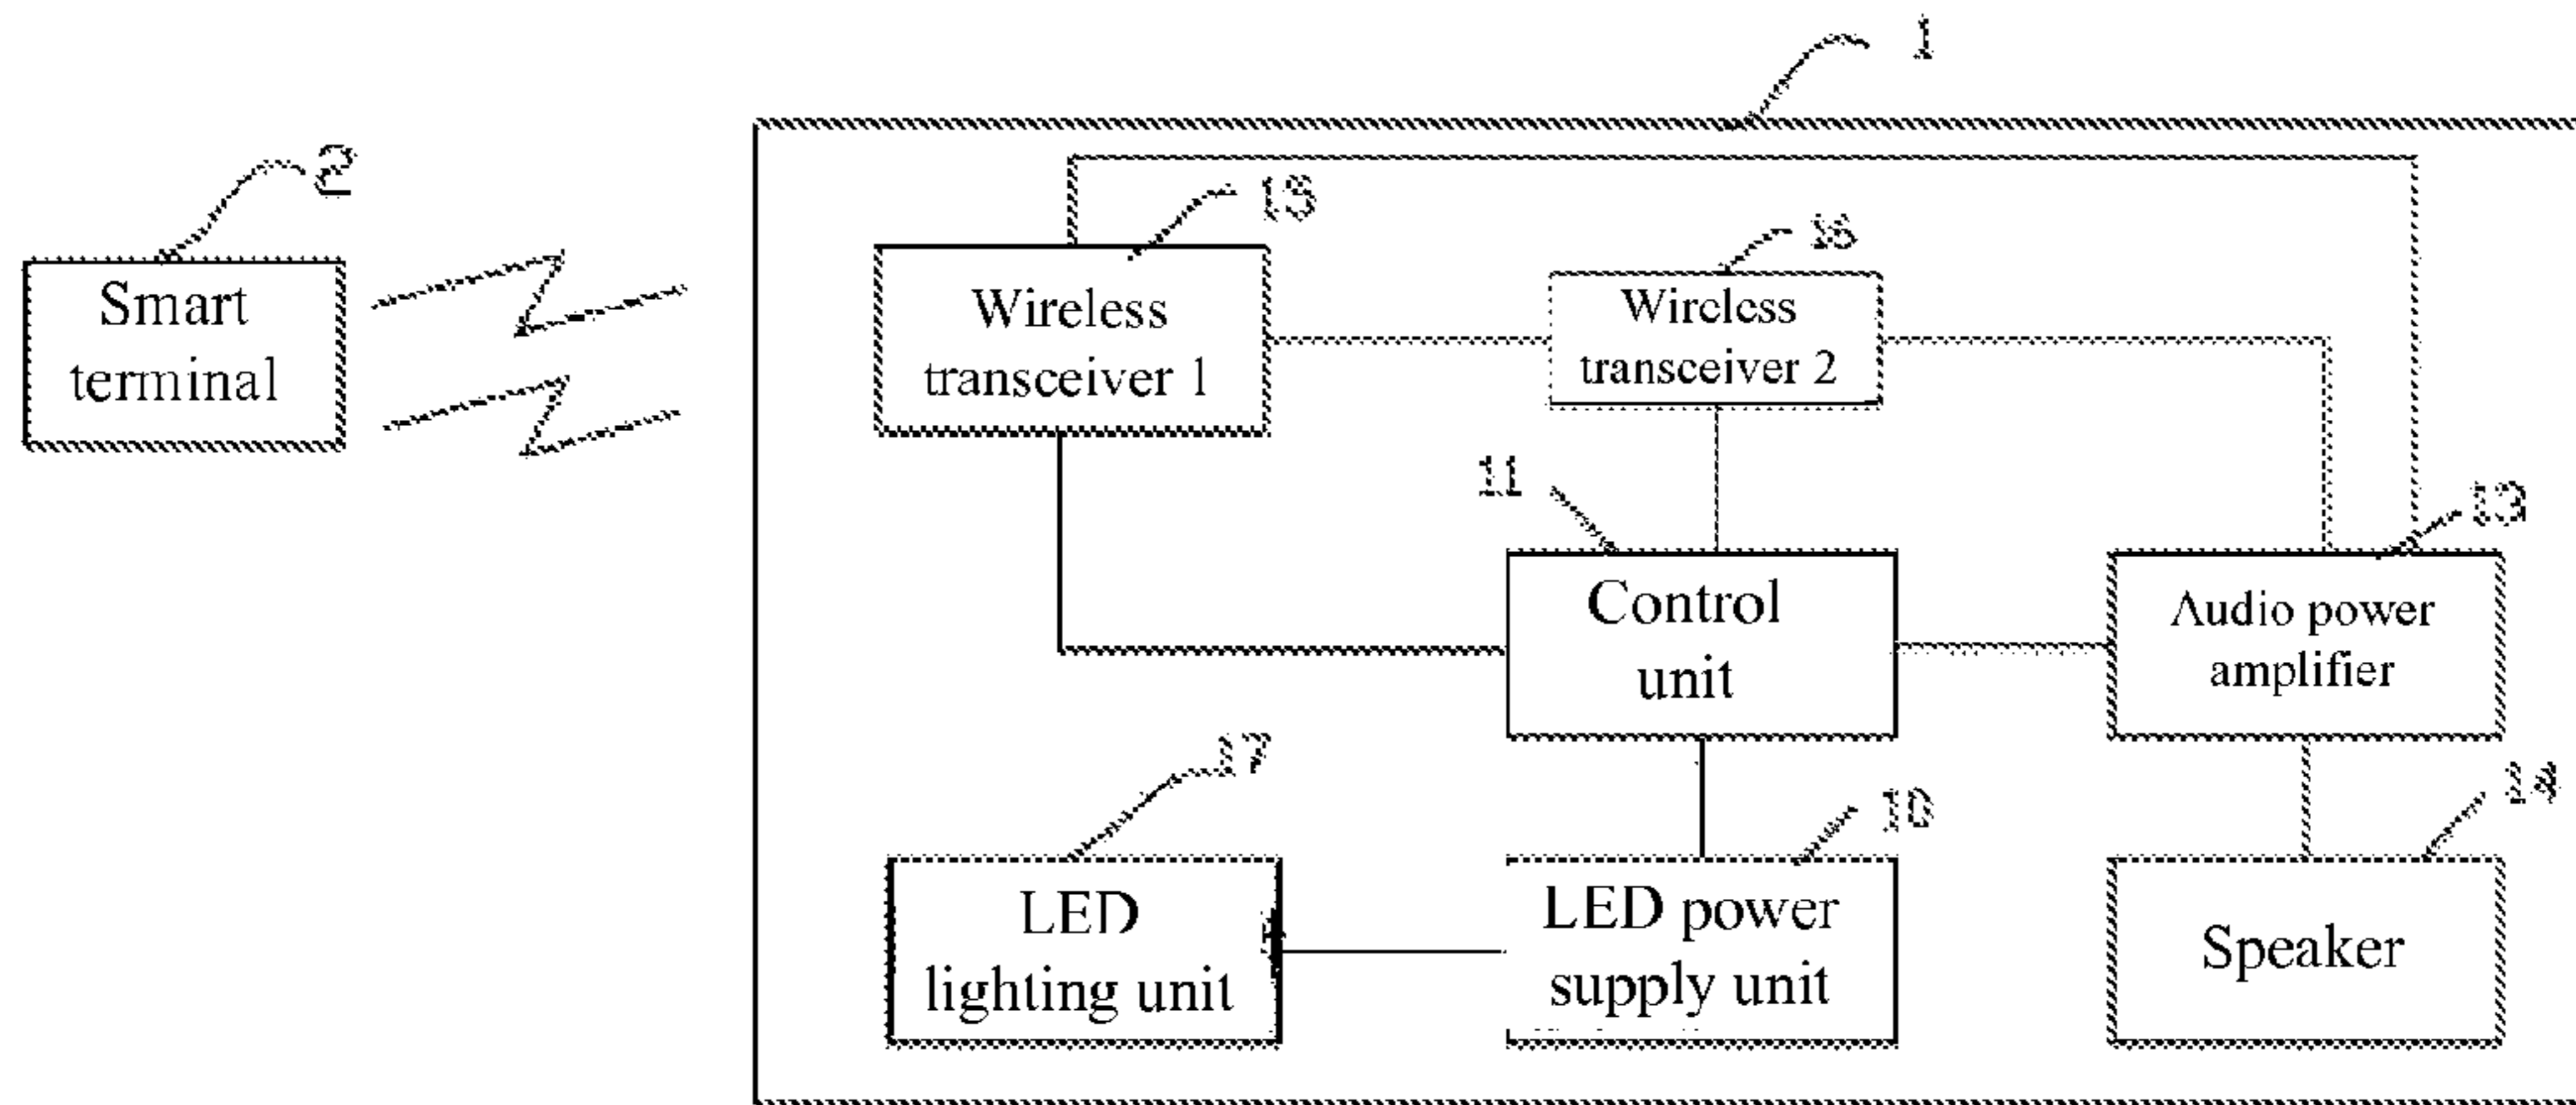 1
2
15
16
Smart
terminal
Wireless
transceiver 1
Wireless
transceiver 2
11
13
Control
unit
Audio power
amplifier
17
10
14
LED
lighting unit
LED power
supply unit
Speaker